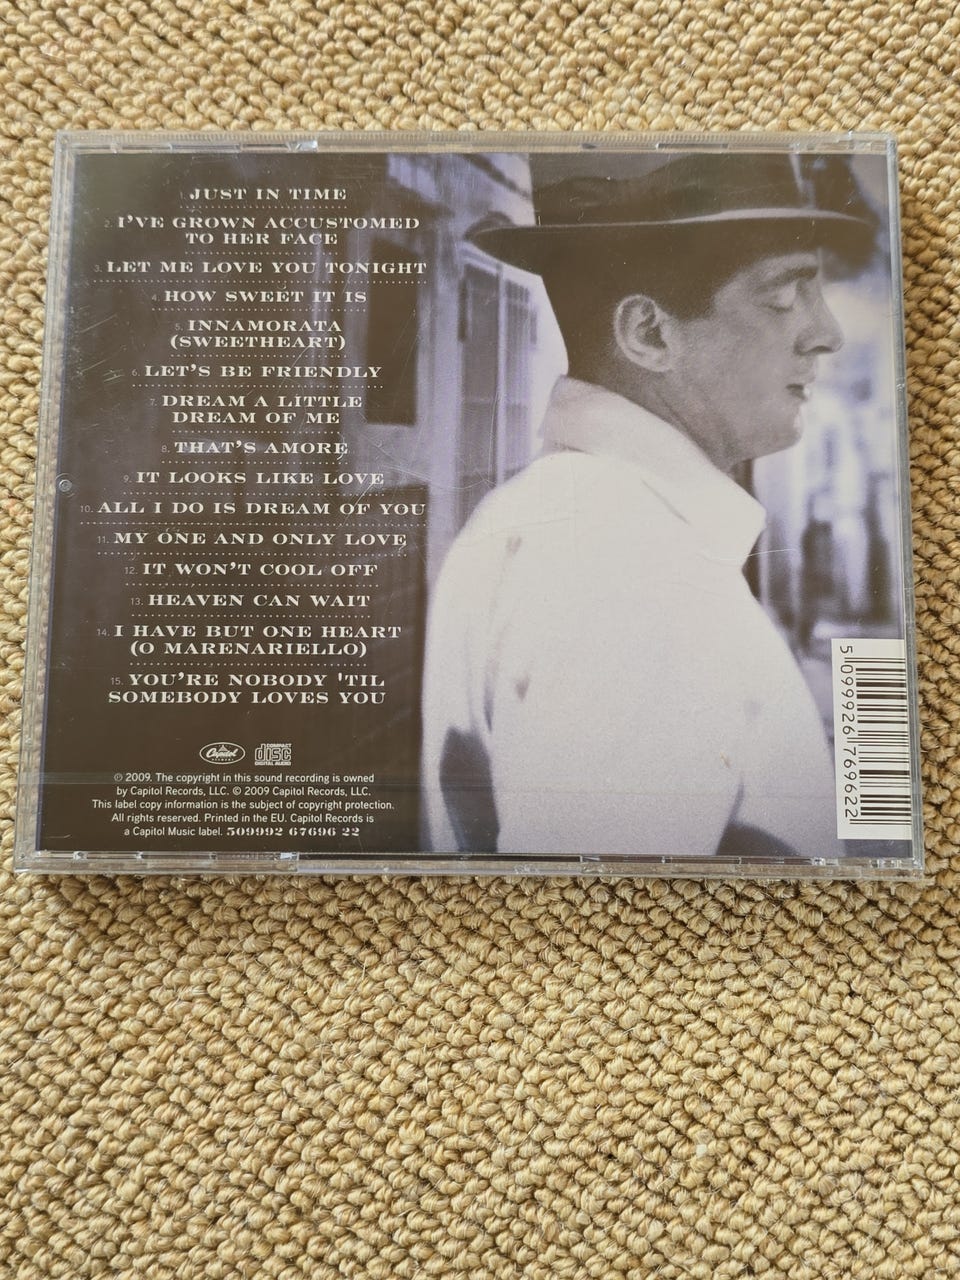 1. JUST IN TIME
2. I'VE GROWN ACCUSTOMED
TO HER FACE
3. LET ME LOVE YOU TONIGHT
4. HOW SWEET IT IS
5. INNAMORATA
(SWEETHEART)
6. LET'S BE FRIENDLY
7. DREAM A LITTLE
DREAM OF ME
8. THAT'S AMORE
9. IT LOOKS LIKE LOVE
10. ALL I DO IS DREAM OF YOU
11. MY ONE AND ONLY LOVE
12. IT WON'T COOL OFF
13. HEAVEN CAN WAIT
14. I HAVE BUT ONE HEART
(O MARENARIELLO)
15. YOU'RE NOBODY 'TIL
SOMEBODY LOVES YOU
Capitol RECORDS
COMPACT disc DIGITAL AUDIO
℗ 2009. The copyright in this sound recording is owned
by Capitol Records, LLC. © 2009 Capitol Records, LLC.
This label copy information is the subject of copyright protection.
All rights reserved. Printed in the EU. Capitol Records is
a Capitol Music label. 509992 67696 22
5 099926 769622